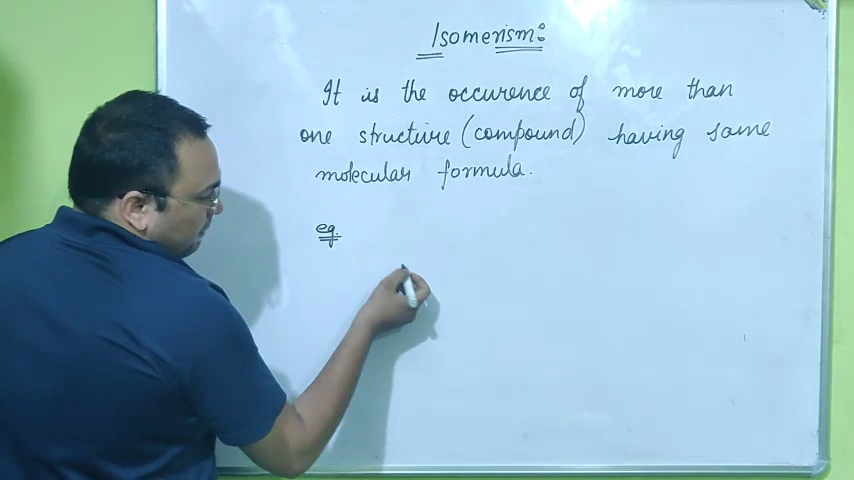 Isomerism:
It is the occurence of more than
one structure (compound) having same
molecular formula.
eg.